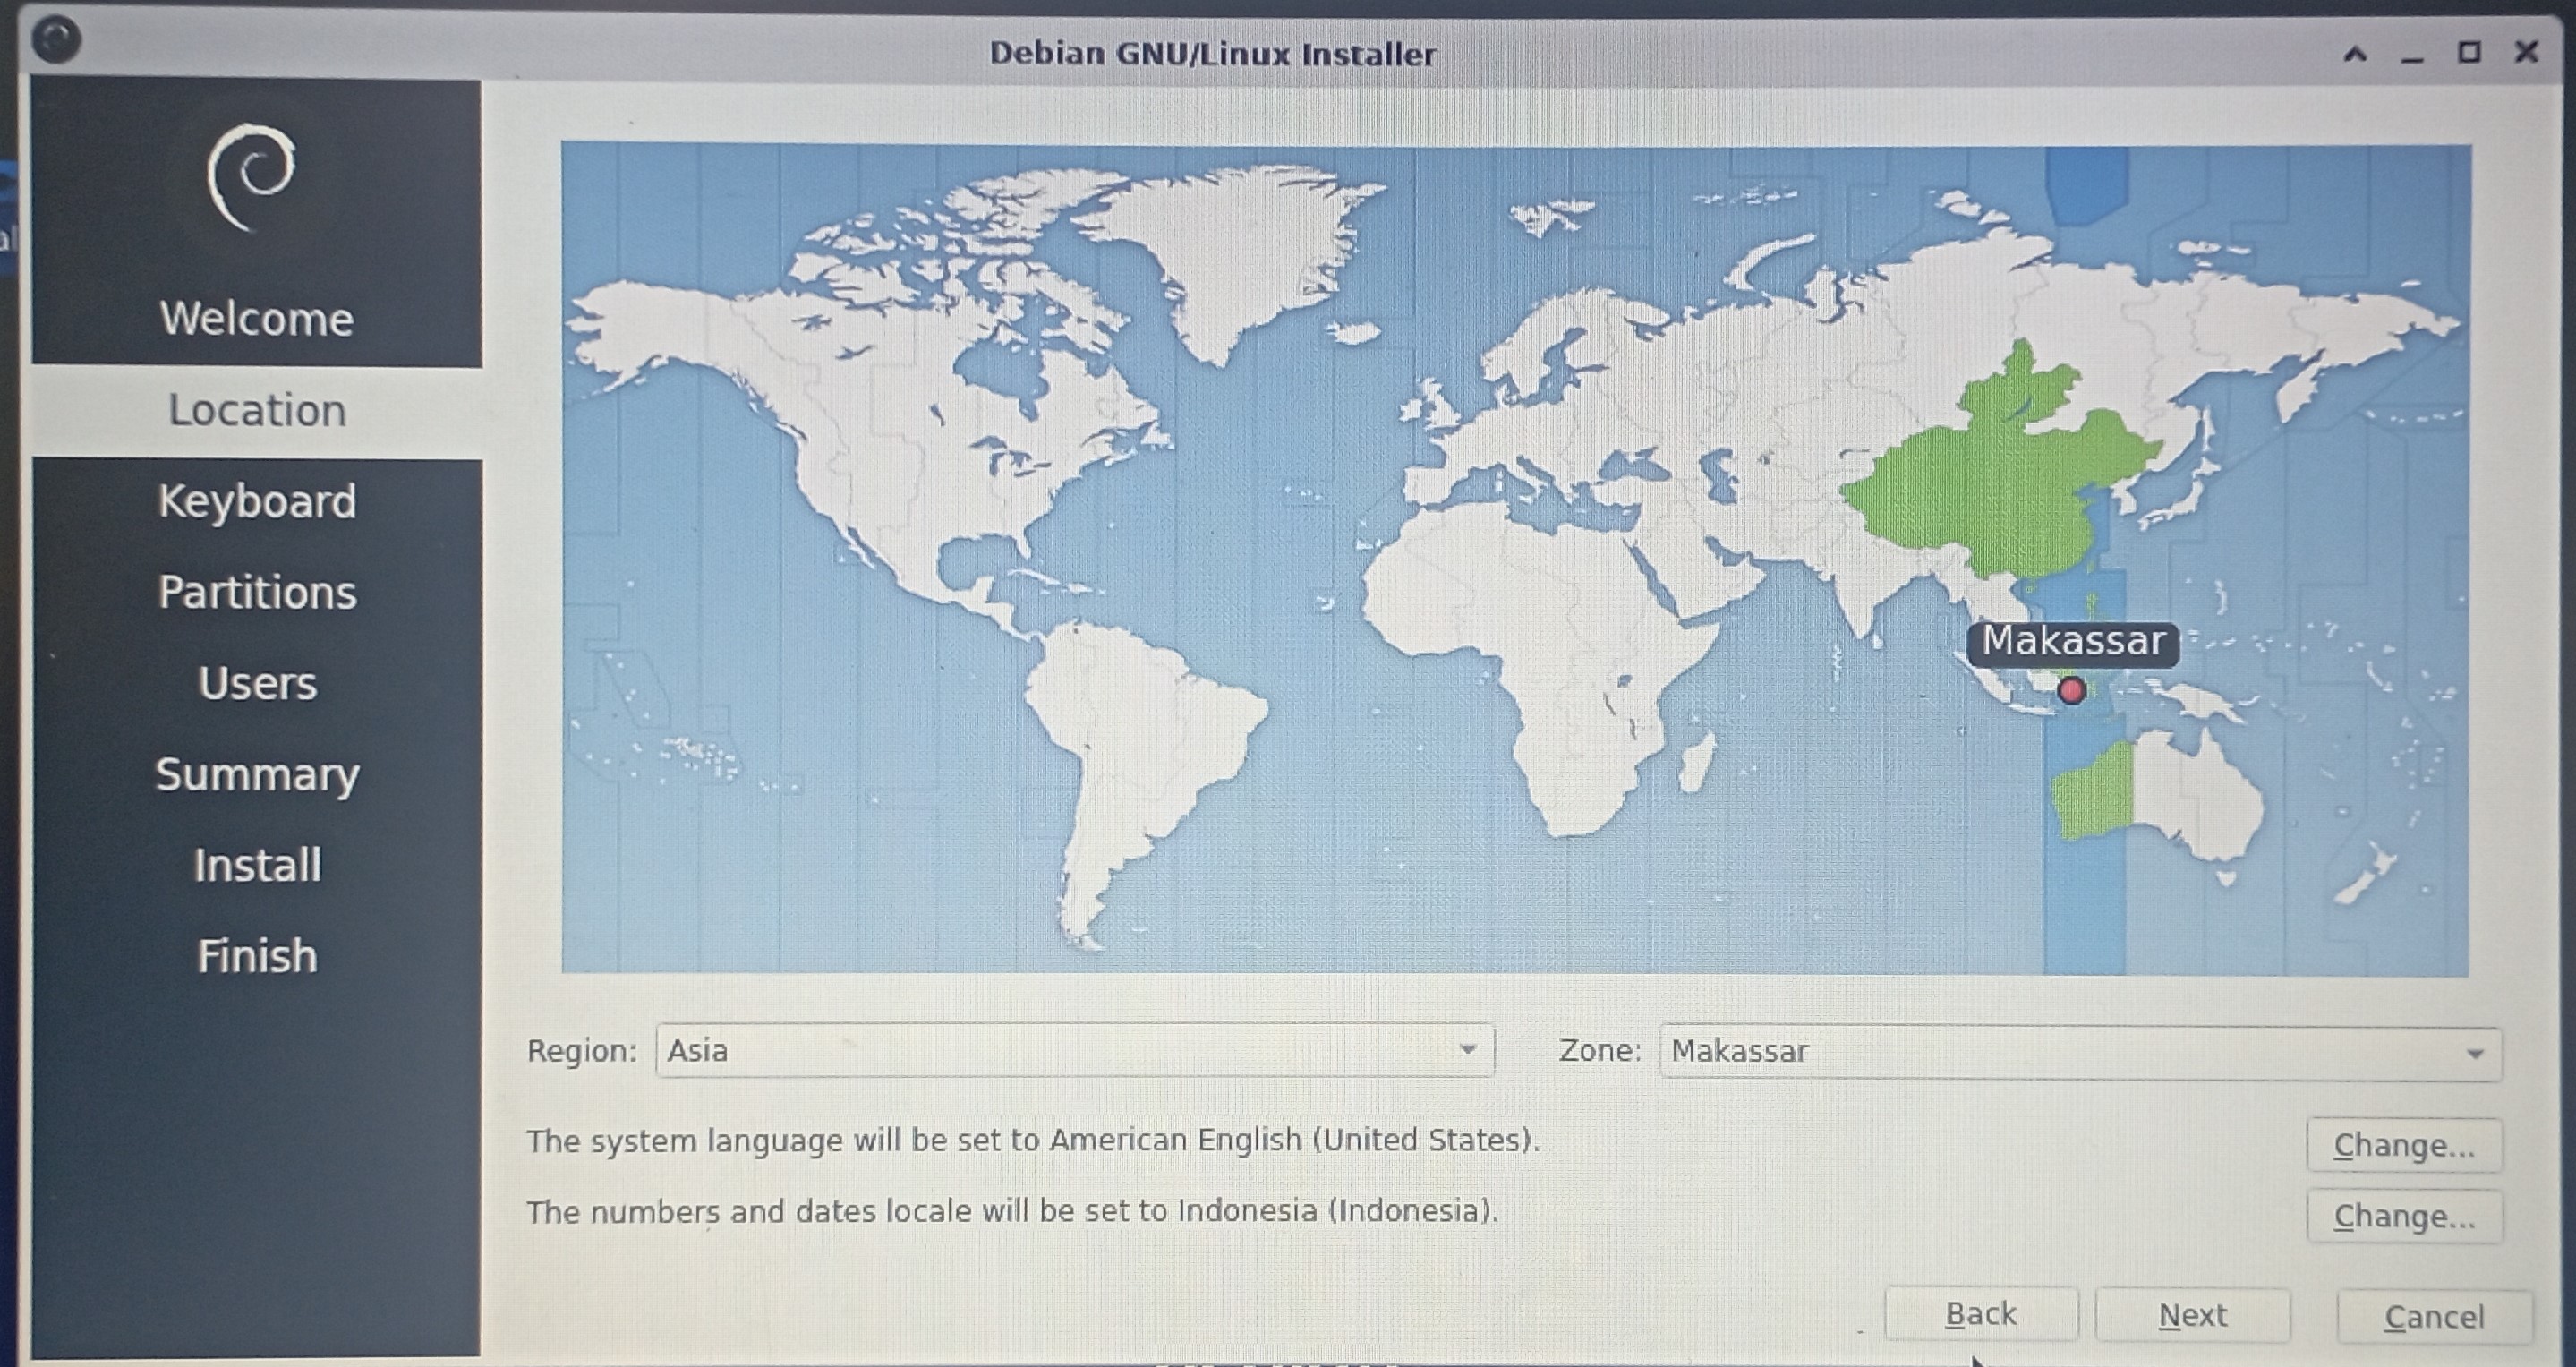 Debian GNU/Linux Installer
Welcome
Location
Keyboard
Partitions
Users
Summary
Install
Finish
Makassar
Region: Asia
Zone: Makassar
The system language will be set to American English (United States).
Change...
The numbers and dates locale will be set to Indonesia (Indonesia).
Change...
Back
Next
Cancel